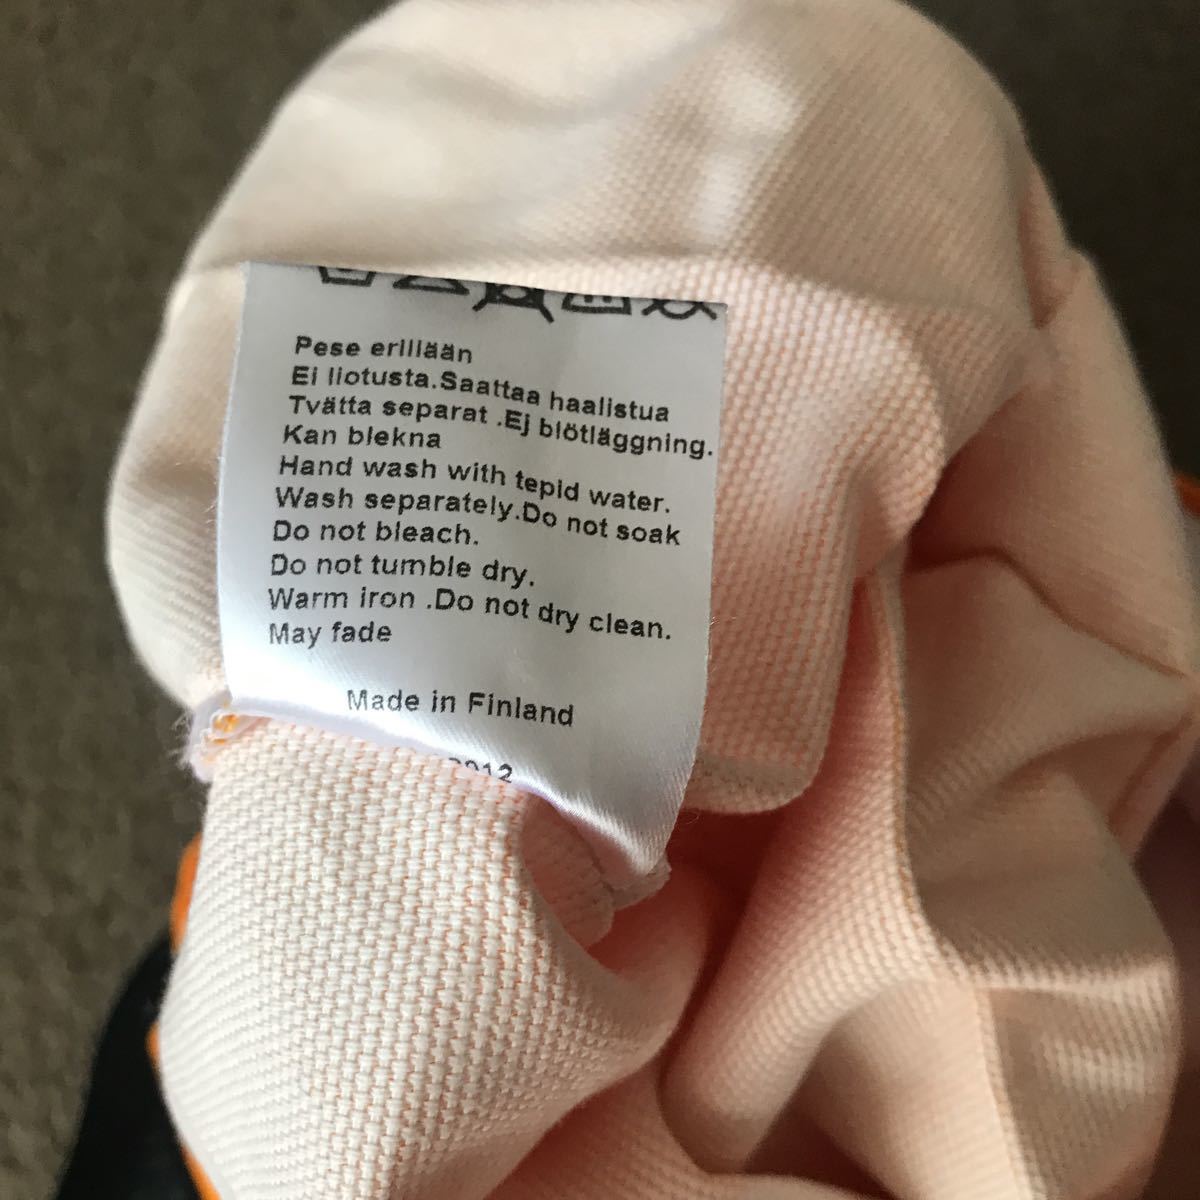 Pese erillään
Ei liotusta.Saattaa haalistua
Tvätta separat .Ej blötläggning.
Kan blekna
Hand wash with tepid water.
Wash separately.Do not soak
Do not bleach.
Do not tumble dry.
Warm iron .Do not dry clean.
May fade
Made in Finland